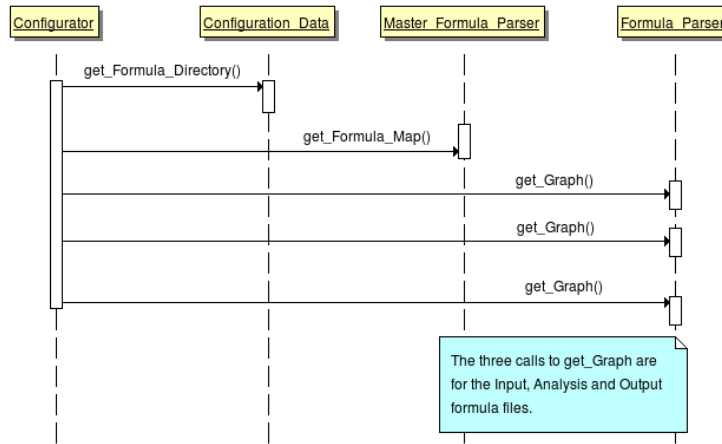 Configurator
Configuration_Data
Master_Formula_Parser
Formula_Parser
get_Formula_Directory()
get_Formula_Map()
get_Graph()
get_Graph()
get_Graph()
The three calls to get_Graph are
for the Input, Analysis and Output
formula files.